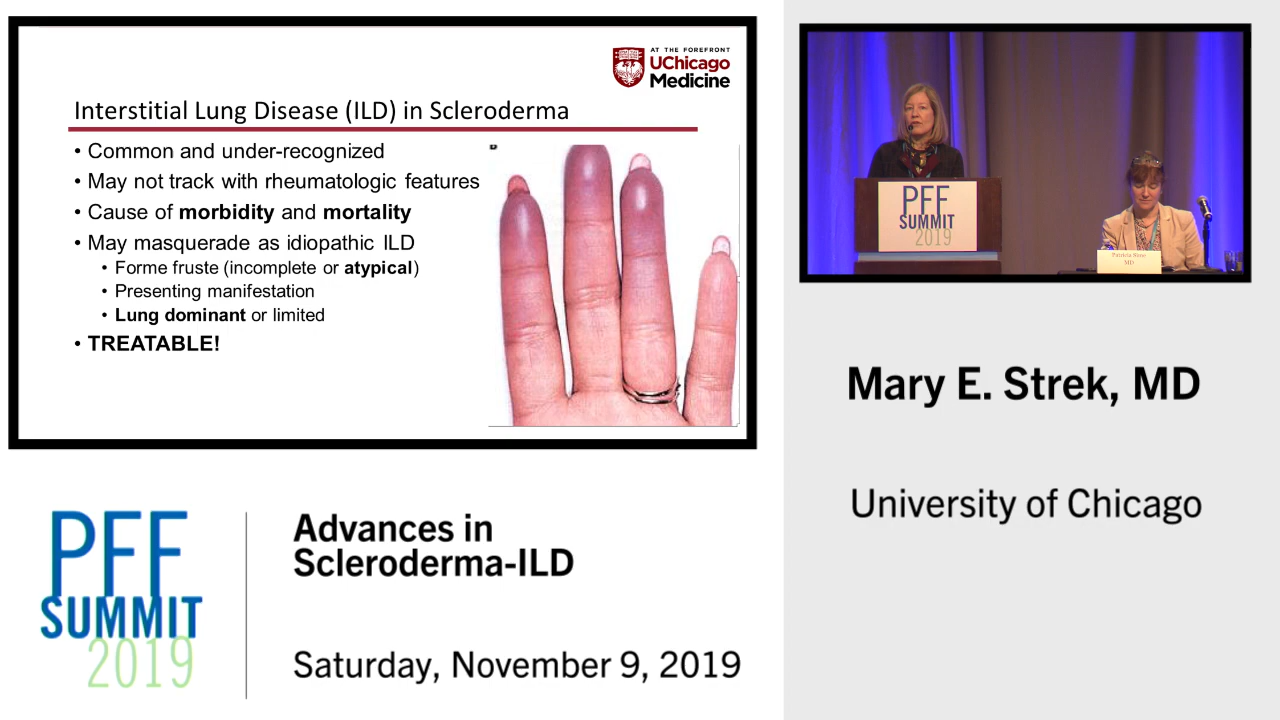 AT THE FOREFRONT
UChicago
Medicine
Interstitial Lung Disease (ILD) in Scleroderma
• Common and under-recognized
• May not track with rheumatologic features
• Cause of morbidity and mortality
• May masquerade as idiopathic ILD
• Forme fruste (incomplete or atypical)
• Presenting manifestation
• Lung dominant or limited
• TREATABLE!
PFF
SUMMIT
2019
MD
Mary E. Strek, MD
University of Chicago
PFF
SUMMIT
2019
Advances in
Scleroderma-ILD
Saturday, November 9, 2019